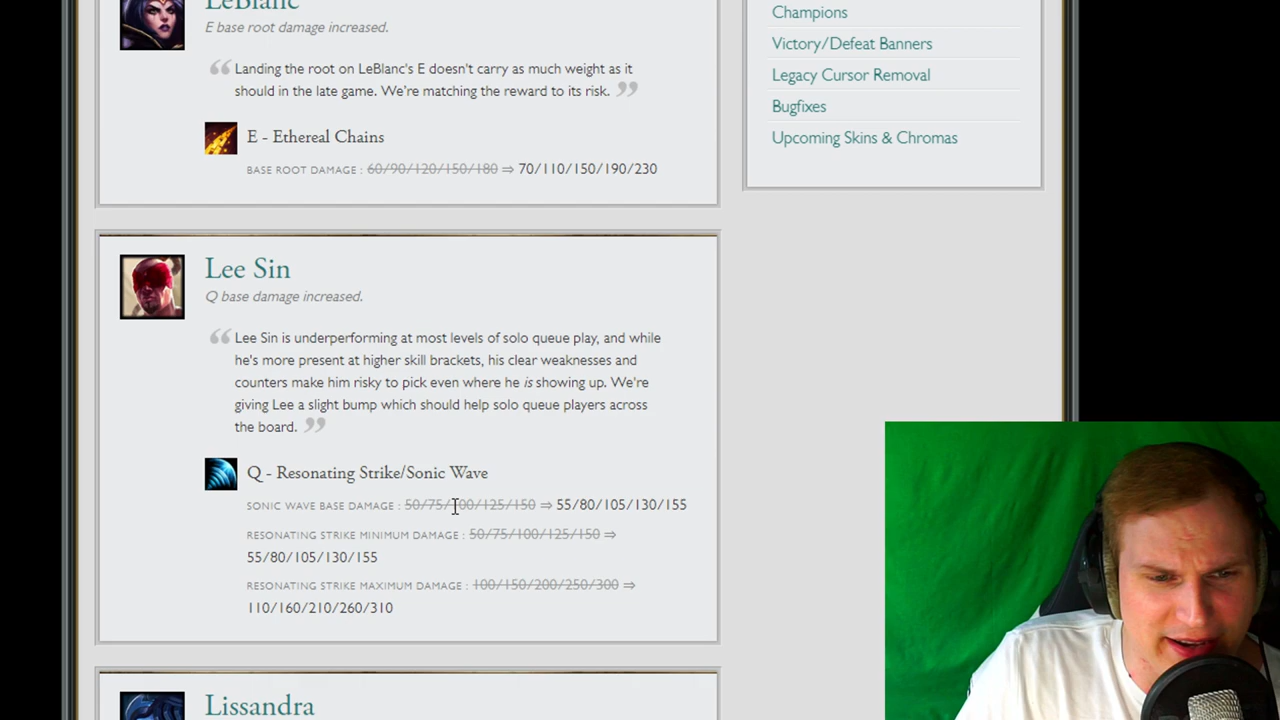 LeBlanc
E base root damage increased.
“ Landing the root on LeBlanc's E doesn't carry as much weight as it
should in the late game. We're matching the reward to its risk. ”
E - Ethereal Chains
BASE ROOT DAMAGE : 60/90/120/150/180 ⇒ 70/110/150/190/230
Lee Sin
Q base damage increased.
“ Lee Sin is underperforming at most levels of solo queue play, and while
he's more present at higher skill brackets, his clear weaknesses and
counters make him risky to pick even where he is showing up. We're
giving Lee a slight bump which should help solo queue players across
the board. ”
Q - Resonating Strike/Sonic Wave
SONIC WAVE BASE DAMAGE : 50/75/100/125/150 ⇒ 55/80/105/130/155
RESONATING STRIKE MINIMUM DAMAGE : 50/75/100/125/150 ⇒
55/80/105/130/155
RESONATING STRIKE MAXIMUM DAMAGE : 100/150/200/250/300 ⇒
110/160/210/260/310
Lissandra
Champions
Victory/Defeat Banners
Legacy Cursor Removal
Bugfixes
Upcoming Skins & Chromas